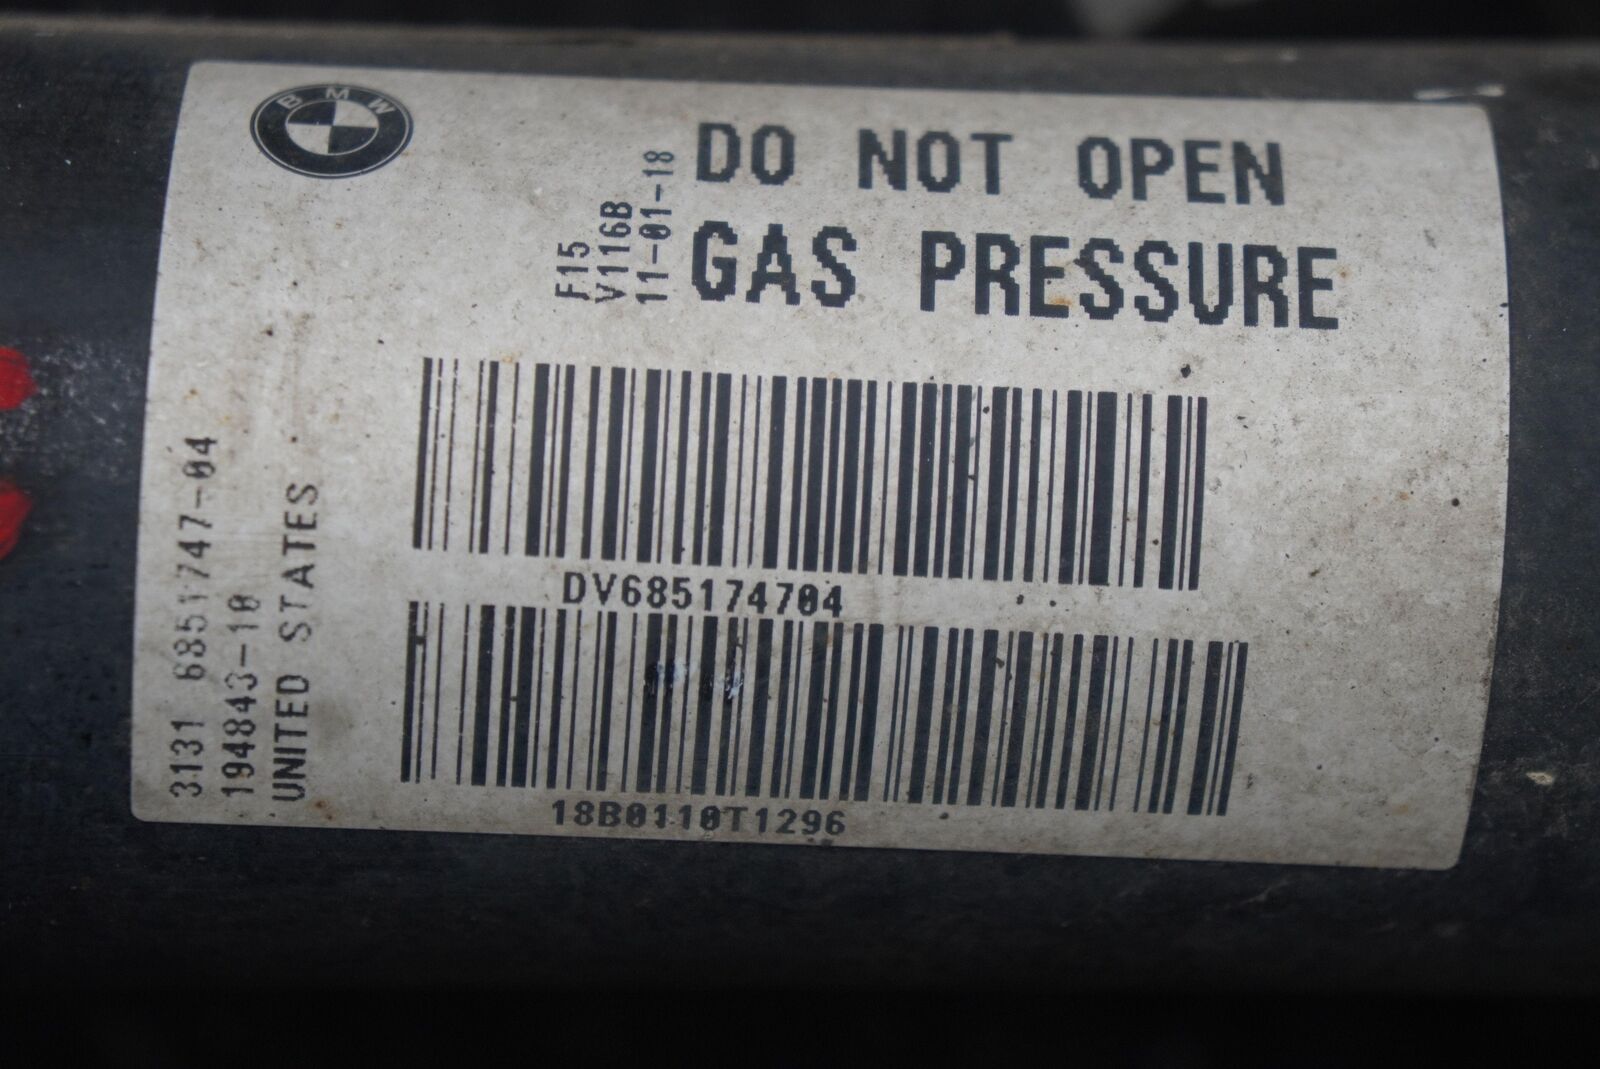 BMW
DO NOT OPEN
GAS PRESSURE
F15
V116B
11-01-18
DV685174704
18B0110T1296
3131 6851747-04
194843-10
UNITED STATES